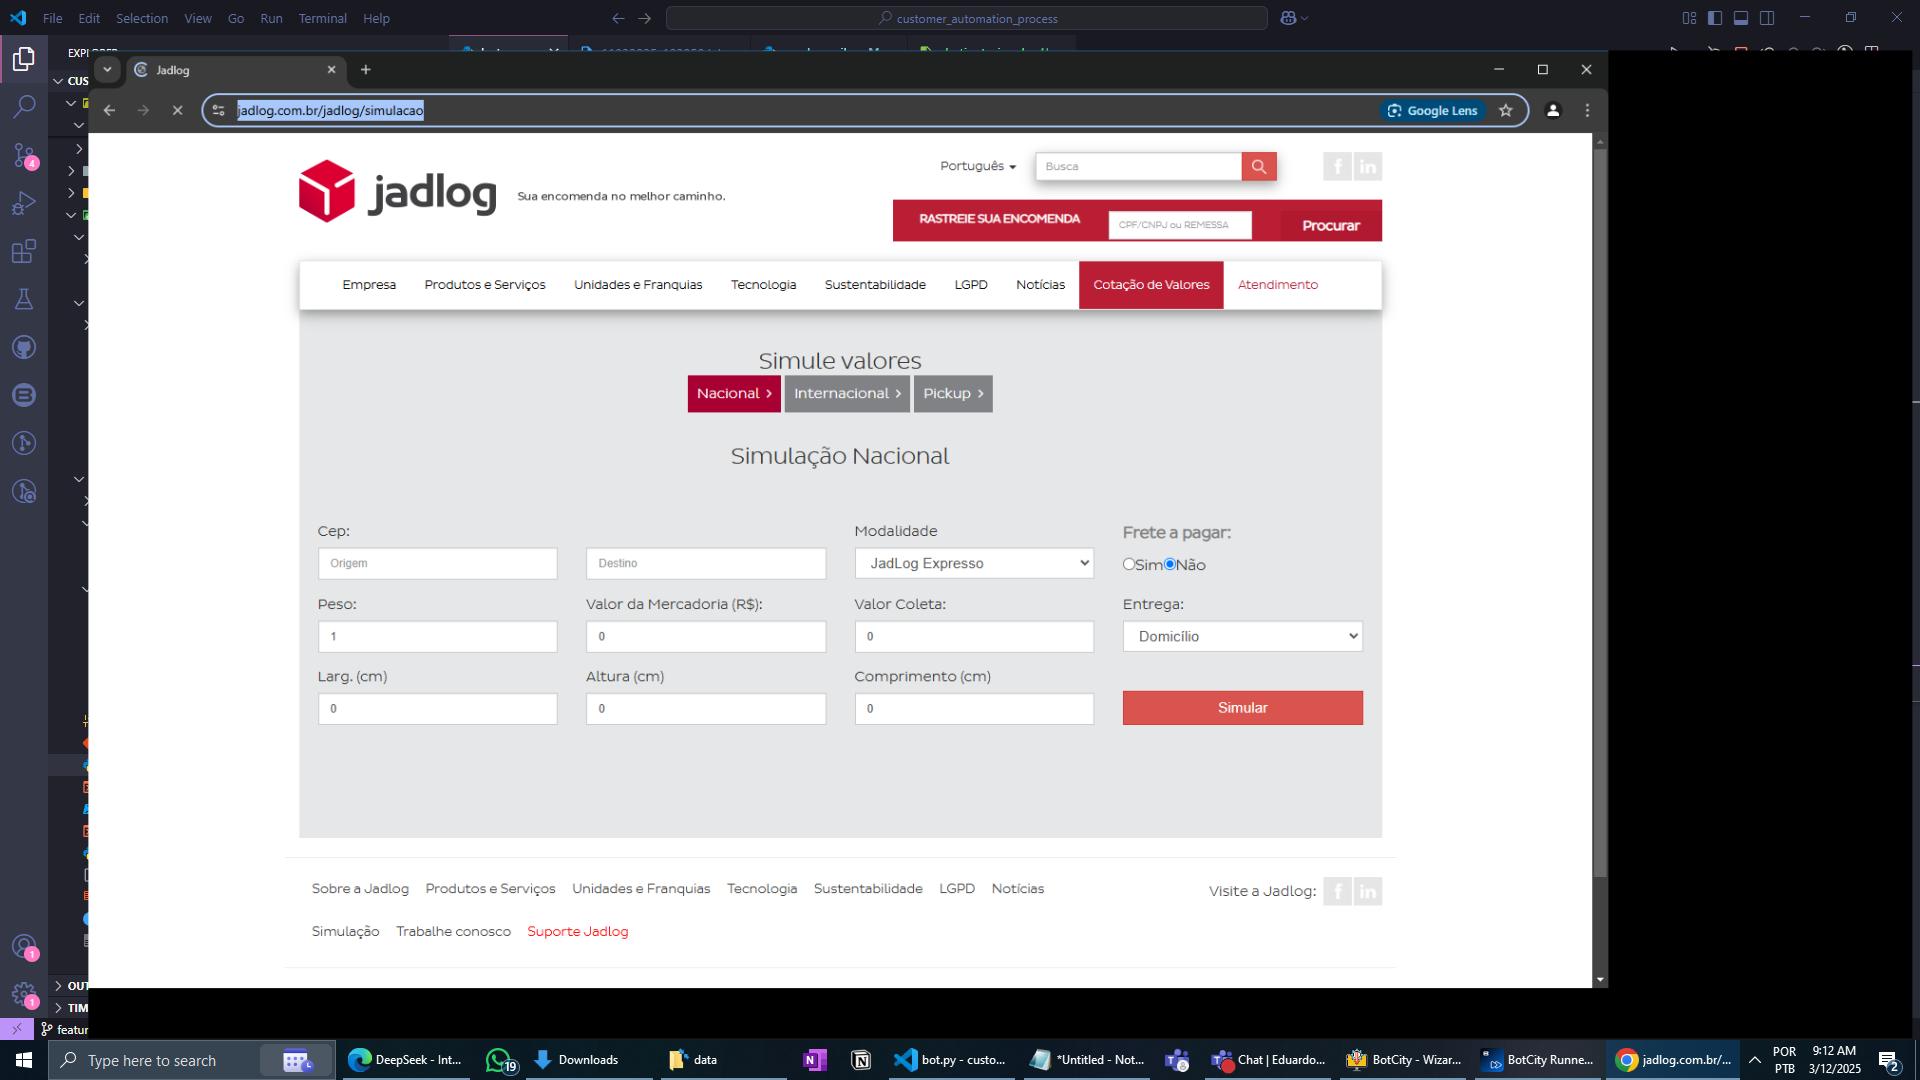 File Edit Selection View Go Run Terminal Help
customer_automation_process
Jadlog
jadlog.com.br/jadlog/simulacao
Google Lens
CUS
4
jadlog
Sua encomenda no melhor caminho.
Português
Busca
RASTREIE SUA ENCOMENDA
CPF/CNPJ ou REMESSA
Procurar
Empresa Produtos e Serviços Unidades e Franquias Tecnologia Sustentabilidade LGPD Notícias Cotação de Valores Atendimento
Simule valores
Nacional > Internacional > Pickup >
Simulação Nacional
Cep: Modalidade Frete a pagar:
Origem Destino JadLog Expresso Sim Não
Peso: Valor da Mercadoria (R$): Valor Coleta: Entrega:
1 0 0 Domicílio
Larg. (cm) Altura (cm) Comprimento (cm)
0 0 0 Simular
Sobre a Jadlog Produtos e Serviços Unidades e Franquias Tecnologia Sustentabilidade LGPD Notícias
Visite a Jadlog:
Simulação Trabalhe conosco Suporte Jadlog
1
OUT
1
TIM
featur
Type here to search
DeepSeek - Int...
19
Downloads
data
bot.py - custo...
*Untitled - Not...
Chat | Eduardo...
BotCity - Wizar...
BotCity Runne...
jadlog.com.br/...
POR
PTB
9:12 AM
3/12/2025
2